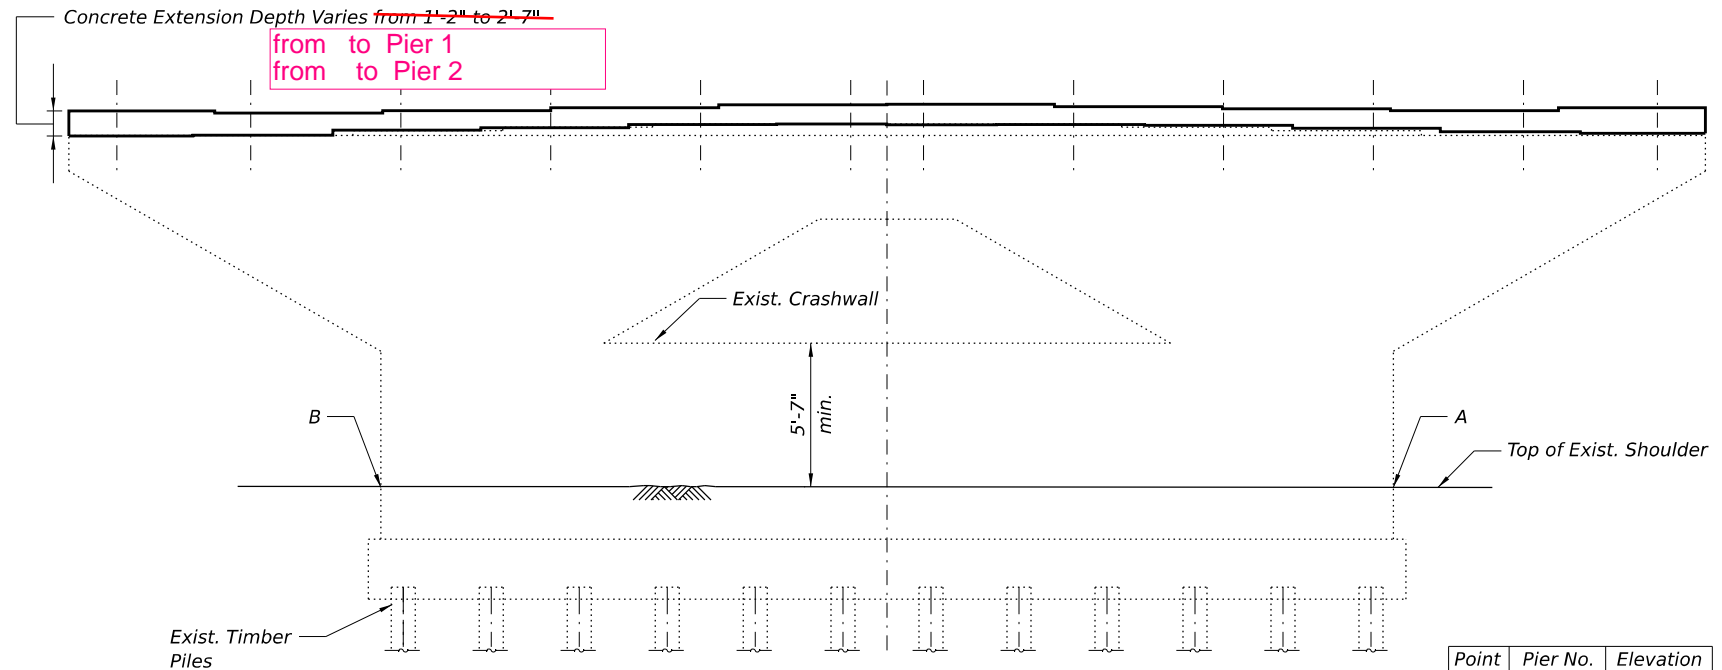 Concrete Extension Depth Varies from 1'-2" to 2'-7"
from to Pier 1
from to Pier 2
Exist. Crashwall
5'-7"
min.
B
A
Top of Exist. Shoulder
Exist. Timber
Piles
Point Pier No. Elevation